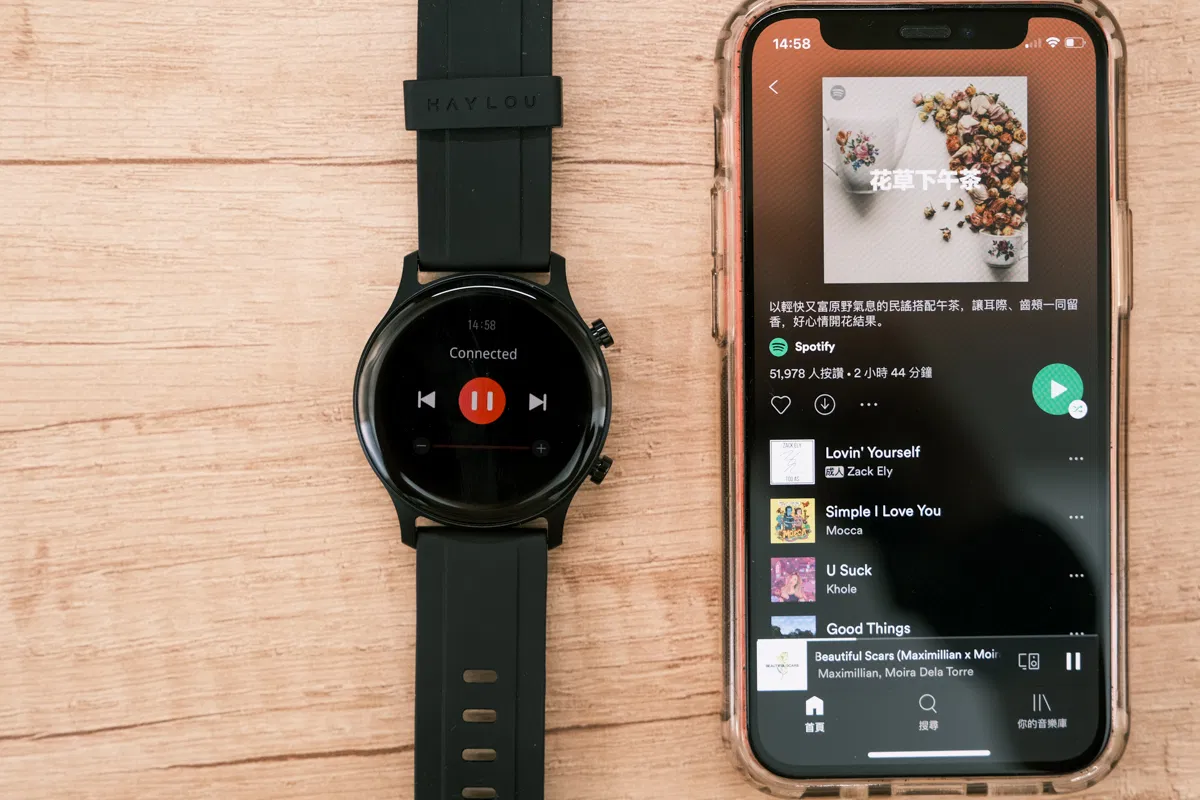 HAYLOU
14:58
Connected
14:58
花草下午茶
以輕快又富原野氣息的民謠搭配午茶，讓耳際、齒頰一同留
香，好心情開花結果。
Spotify
51,978 人按讚 • 2 小時 44 分鐘
Lovin' Yourself
成人 Zack Ely
Simple I Love You
Mocca
U Suck
Khole
Good Things
Beautiful Scars (Maximillian x Moir
Maximillian, Moira Dela Torre
首頁
搜尋
你的音樂庫